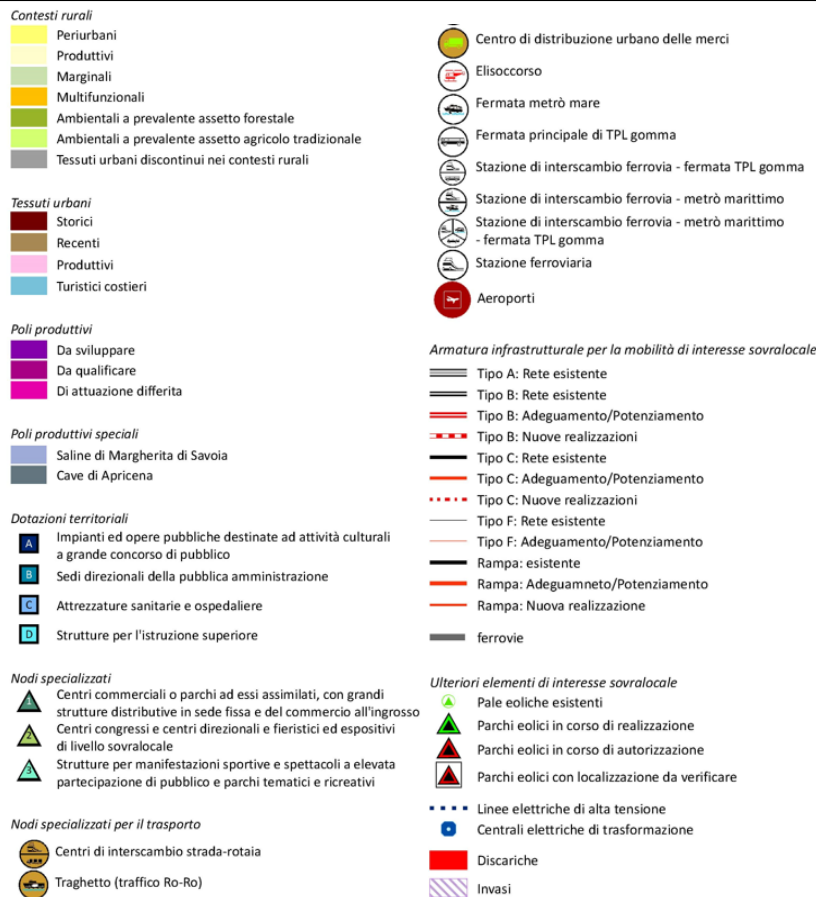 Contesti rurali
Periurbani
Produttivi
Marginali
Multifunzionali
Ambientali a prevalente assetto forestale
Ambientali a prevalente assetto agricolo tradizionale
Tessuti urbani discontinui nei contesti rurali
Tessuti urbani
Storici
Recenti
Produttivi
Turistici costieri
Poli produttivi
Da sviluppare
Da qualificare
Di attuazione differita
Poli produttivi speciali
Saline di Margherita di Savoia
Cave di Apricena
Dotazioni territoriali
A
Impianti ed opere pubbliche destinate ad attività culturali
a grande concorso di pubblico
B
Sedi direzionali della pubblica amministrazione
C
Attrezzature sanitarie e ospedaliere
D
Strutture per l'istruzione superiore
Nodi specializzati
1
Centri commerciali o parchi ad essi assimilati, con grandi
strutture distributive in sede fissa e del commercio all'ingrosso
2
Centri congressi e centri direzionali e fieristici ed espositivi
di livello sovralocale
3
Strutture per manifestazioni sportive e spettacoli a elevata
partecipazione di pubblico e parchi tematici e ricreativi
Nodi specializzati per il trasporto
Centri di interscambio strada-rotaia
Traghetto (traffico Ro-Ro)
Centro di distribuzione urbano delle merci
Elisoccorso
Fermata metrò mare
Fermata principale di TPL gomma
Stazione di interscambio ferrovia - fermata TPL gomma
Stazione di interscambio ferrovia - metrò marittimo
Stazione di interscambio ferrovia - metrò marittimo
- fermata TPL gomma
Stazione ferroviaria
Aeroporti
Armatura infrastrutturale per la mobilità di interesse sovralocale
Tipo A: Rete esistente
Tipo B: Rete esistente
Tipo B: Adeguamento/Potenziamento
Tipo B: Nuove realizzazioni
Tipo C: Rete esistente
Tipo C: Adeguamento/Potenziamento
Tipo C: Nuove realizzazioni
Tipo F: Rete esistente
Tipo F: Adeguamento/Potenziamento
Rampa: esistente
Rampa: Adeguamneto/Potenziamento
Rampa: Nuova realizzazione
ferrovie
Ulteriori elementi di interesse sovralocale
Pale eoliche esistenti
Parchi eolici in corso di realizzazione
Parchi eolici in corso di autorizzazione
Parchi eolici con localizzazione da verificare
Linee elettriche di alta tensione
Centrali elettriche di trasformazione
Discariche
Invasi